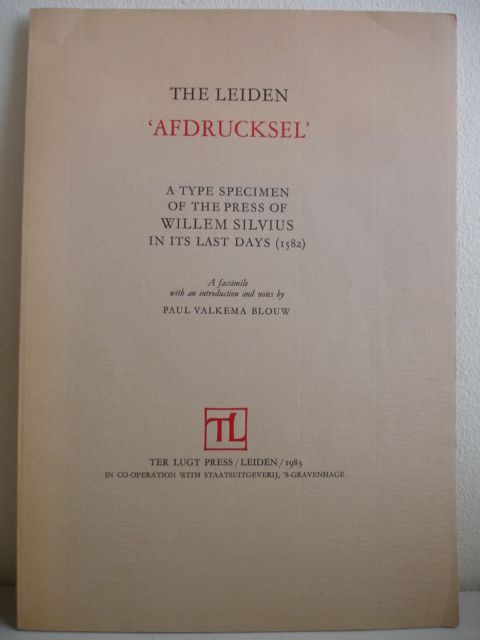 THE LEIDEN
‘AFDRUCKSEL’
A TYPE SPECIMEN
OF THE PRESS OF
WILLEM SILVIUS
IN ITS LAST DAYS (1582)
A facsimile
with an introduction and notes by
PAUL VALKEMA BLOUW
TL
TER LUGT PRESS/LEIDEN/1983
IN CO-OPERATION WITH STAATSUITGEVERIJ, 'S-GRAVENHAGE